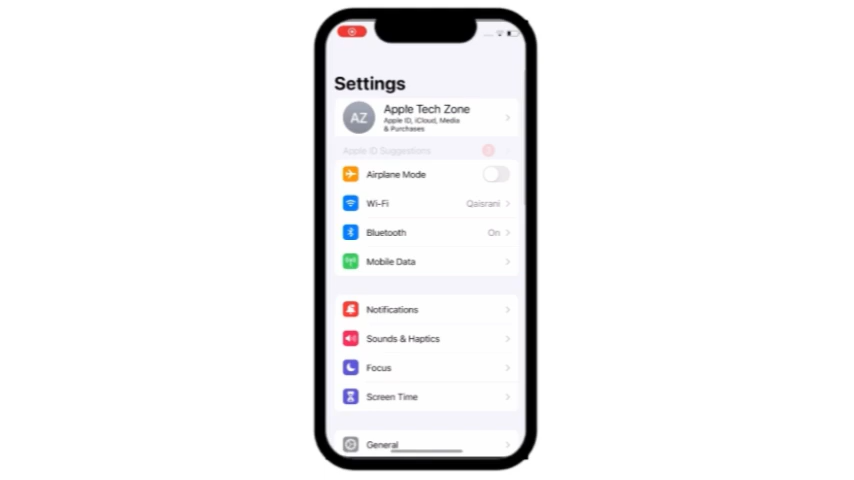 Settings
AZ
Apple Tech Zone
Apple ID, iCloud, Media
& Purchases
Apple ID Suggestions
Airplane Mode
Wi-Fi Qaisrani
Bluetooth On
Mobile Data
Notifications
Sounds & Haptics
Focus
Screen Time
General